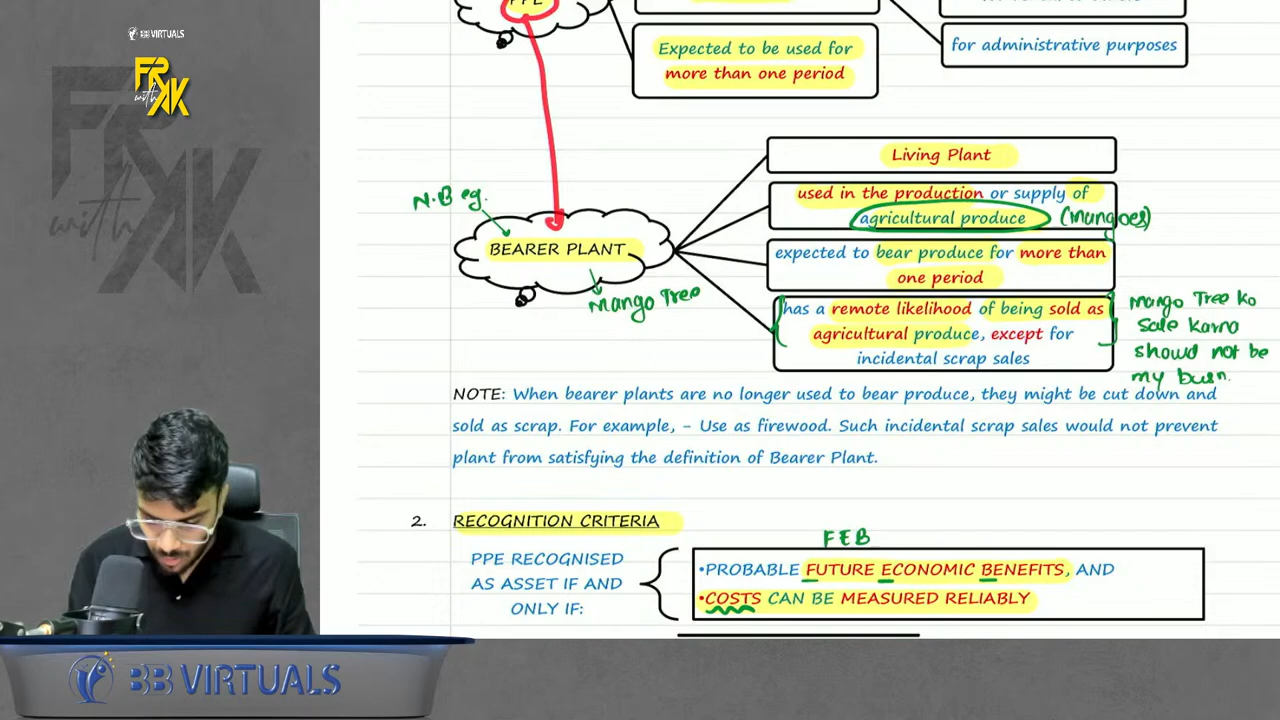 BB VIRTUALS
FR
with
AK
FR
with
AK
PPE
Expected to be used for
more than one period
for administrative purposes
N.B eg.
BEARER PLANT
Mango Tree
Living Plant
used in the production or supply of
agricultural produce (Mangoes)
expected to bear produce for more than
one period
has a remote likelihood of being sold as
agricultural produce, except for
incidental scrap sales
Mango Tree ko
Sale karna
should not be
my busn.
NOTE: When bearer plants are no longer used to bear produce, they might be cut down and
sold as scrap. For example, - Use as firewood. Such incidental scrap sales would not prevent
plant from satisfying the definition of Bearer Plant.
2. RECOGNITION CRITERIA
FEB
PPE RECOGNISED
AS ASSET IF AND
ONLY IF:
•PROBABLE FUTURE ECONOMIC BENEFITS, AND
•COSTS CAN BE MEASURED RELIABLY
BB VIRTUALS